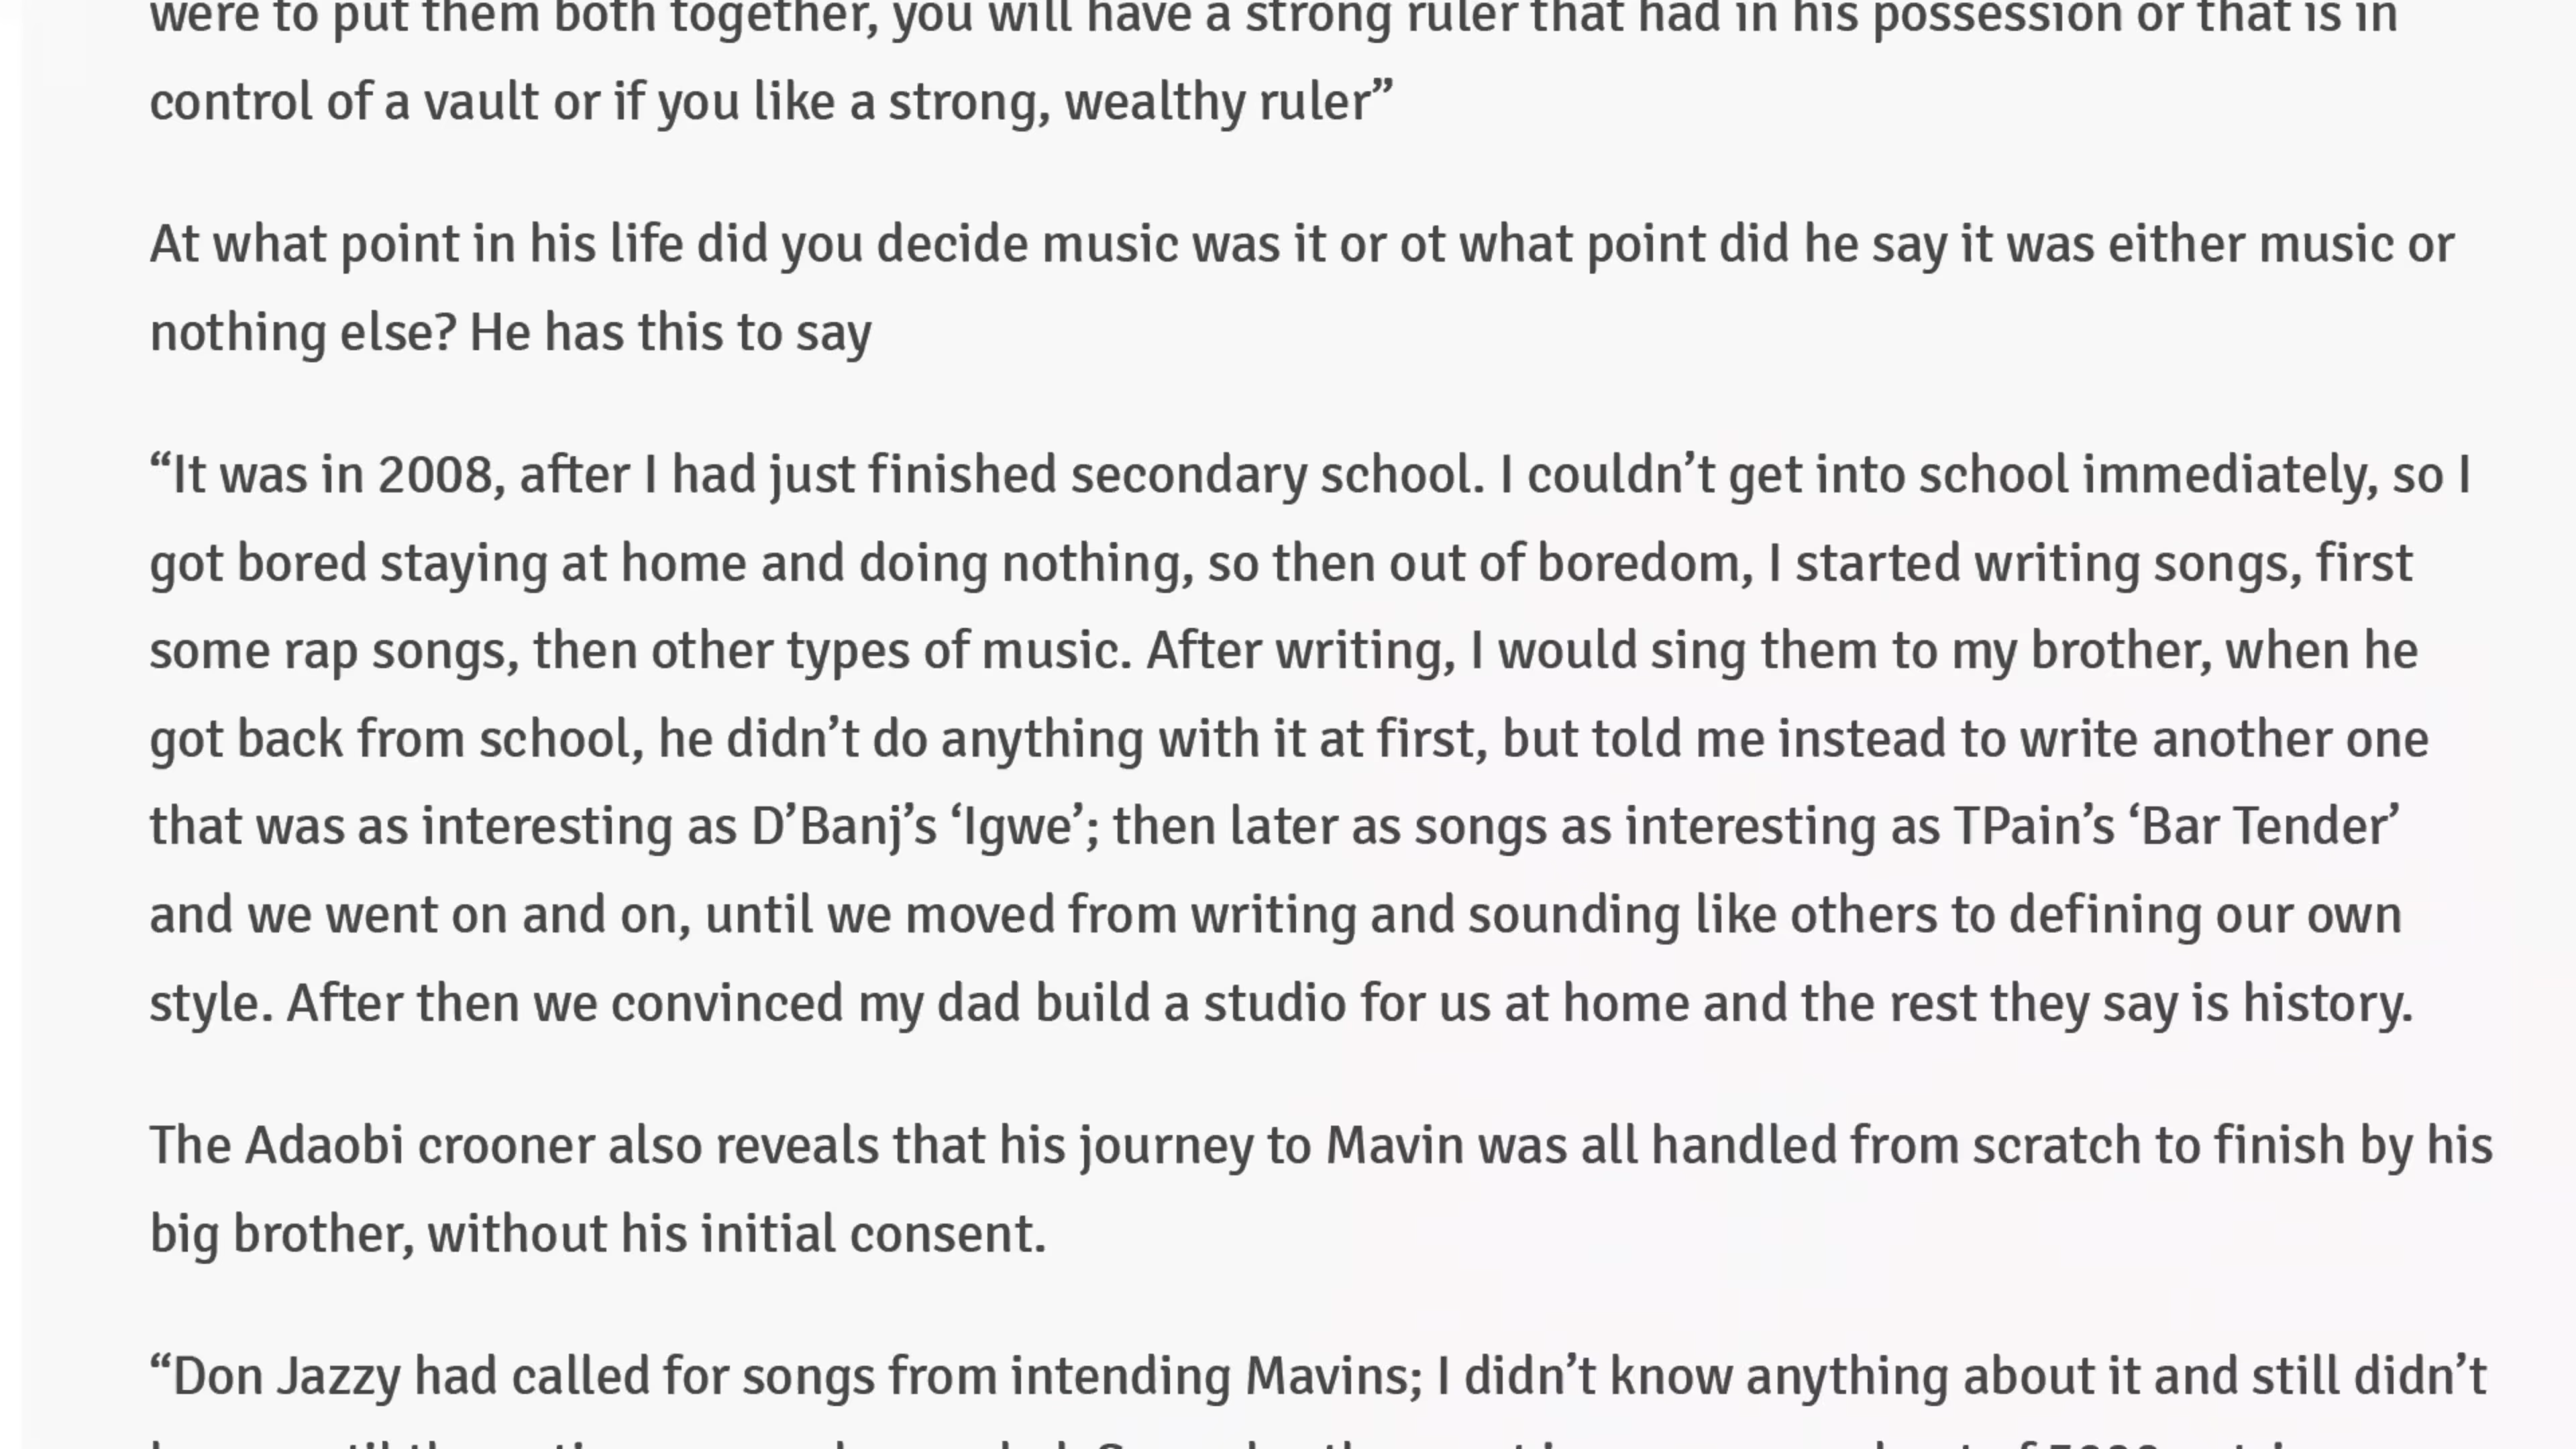 were to put them both together, you will have a strong ruler that had in his possession or that is in
control of a vault or if you like a strong, wealthy ruler”
At what point in his life did you decide music was it or ot what point did he say it was either music or
nothing else? He has this to say
“It was in 2008, after I had just finished secondary school. I couldn’t get into school immediately, so I
got bored staying at home and doing nothing, so then out of boredom, I started writing songs, first
some rap songs, then other types of music. After writing, I would sing them to my brother, when he
got back from school, he didn’t do anything with it at first, but told me instead to write another one
that was as interesting as D’Banj’s ‘Igwe’; then later as songs as interesting as TPain’s ‘Bar Tender’
and we went on and on, until we moved from writing and sounding like others to defining our own
style. After then we convinced my dad build a studio for us at home and the rest they say is history.
The Adaobi crooner also reveals that his journey to Mavin was all handled from scratch to finish by his
big brother, without his initial consent.
“Don Jazzy had called for songs from intending Mavins; I didn’t know anything about it and still didn’t